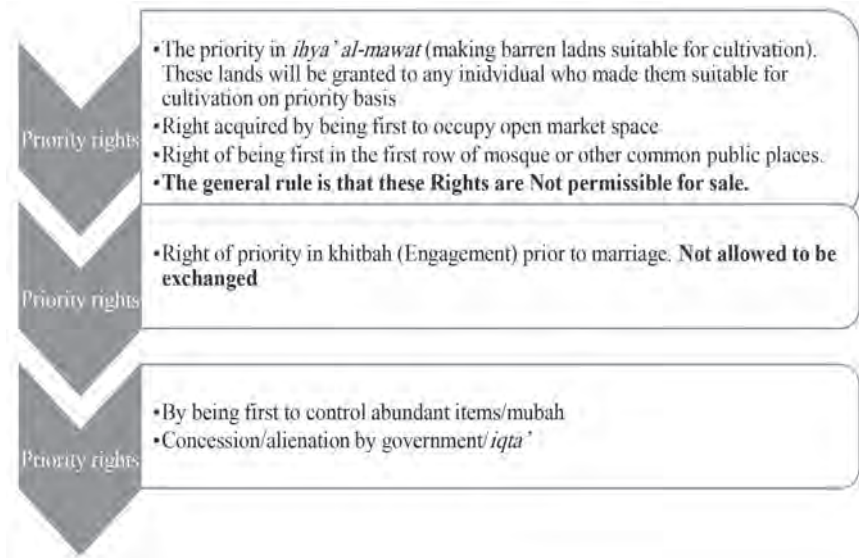 Priority rights
•The priority in ihya' al-mawat (making barren ladns suitable for cultivation).
These lands will be granted to any inidvidual who made them suitable for
cultivation on priority basis
•Right acquired by being first to occupy open market space
•Right of being first in the first row of mosque or other common public places.
•The general rule is that these Rights are Not permissible for sale.
Priority rights
•Right of priority in khitbah (Engagement) prior to marriage. Not allowed to be
exchanged
Priority rights
•By being first to control abundant items/mubah
•Concession/alienation by government/iqta'